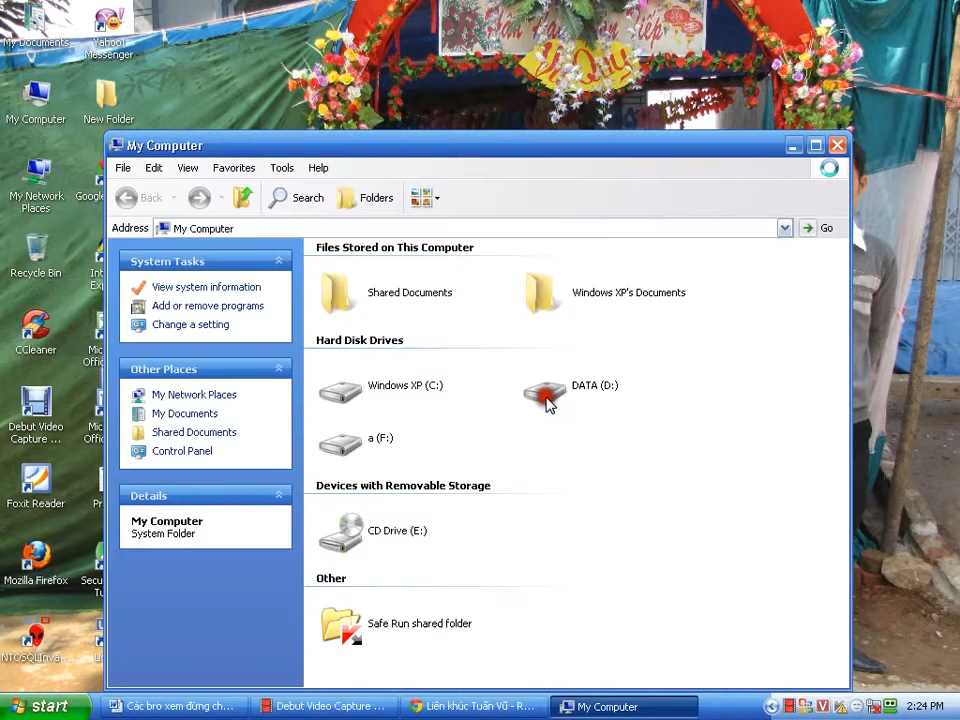 My Documents
Yahoo!
Messenger
My Computer
New Folder
My Network
Places
Recycle Bin
CCleaner
Debut Video
Capture ...
Foxit Reader
Mozilla Firefox
Vu Quy
My Computer
File Edit View Favorites Tools Help
Back Search Folders
Address My Computer Go
System Tasks
View system information
Add or remove programs
Change a setting
Other Places
My Network Places
My Documents
Shared Documents
Control Panel
Details
My Computer
System Folder
Files Stored on This Computer
Shared Documents
Windows XP's Documents
Hard Disk Drives
Windows XP (C:)
DATA (D:)
a (F:)
Devices with Removable Storage
CD Drive (E:)
Other
Safe Run shared folder
start
Các bro xem đừng ch...
Debut Video Capture ...
Liên khúc Tuấn Vũ - R...
My Computer
2:24 PM